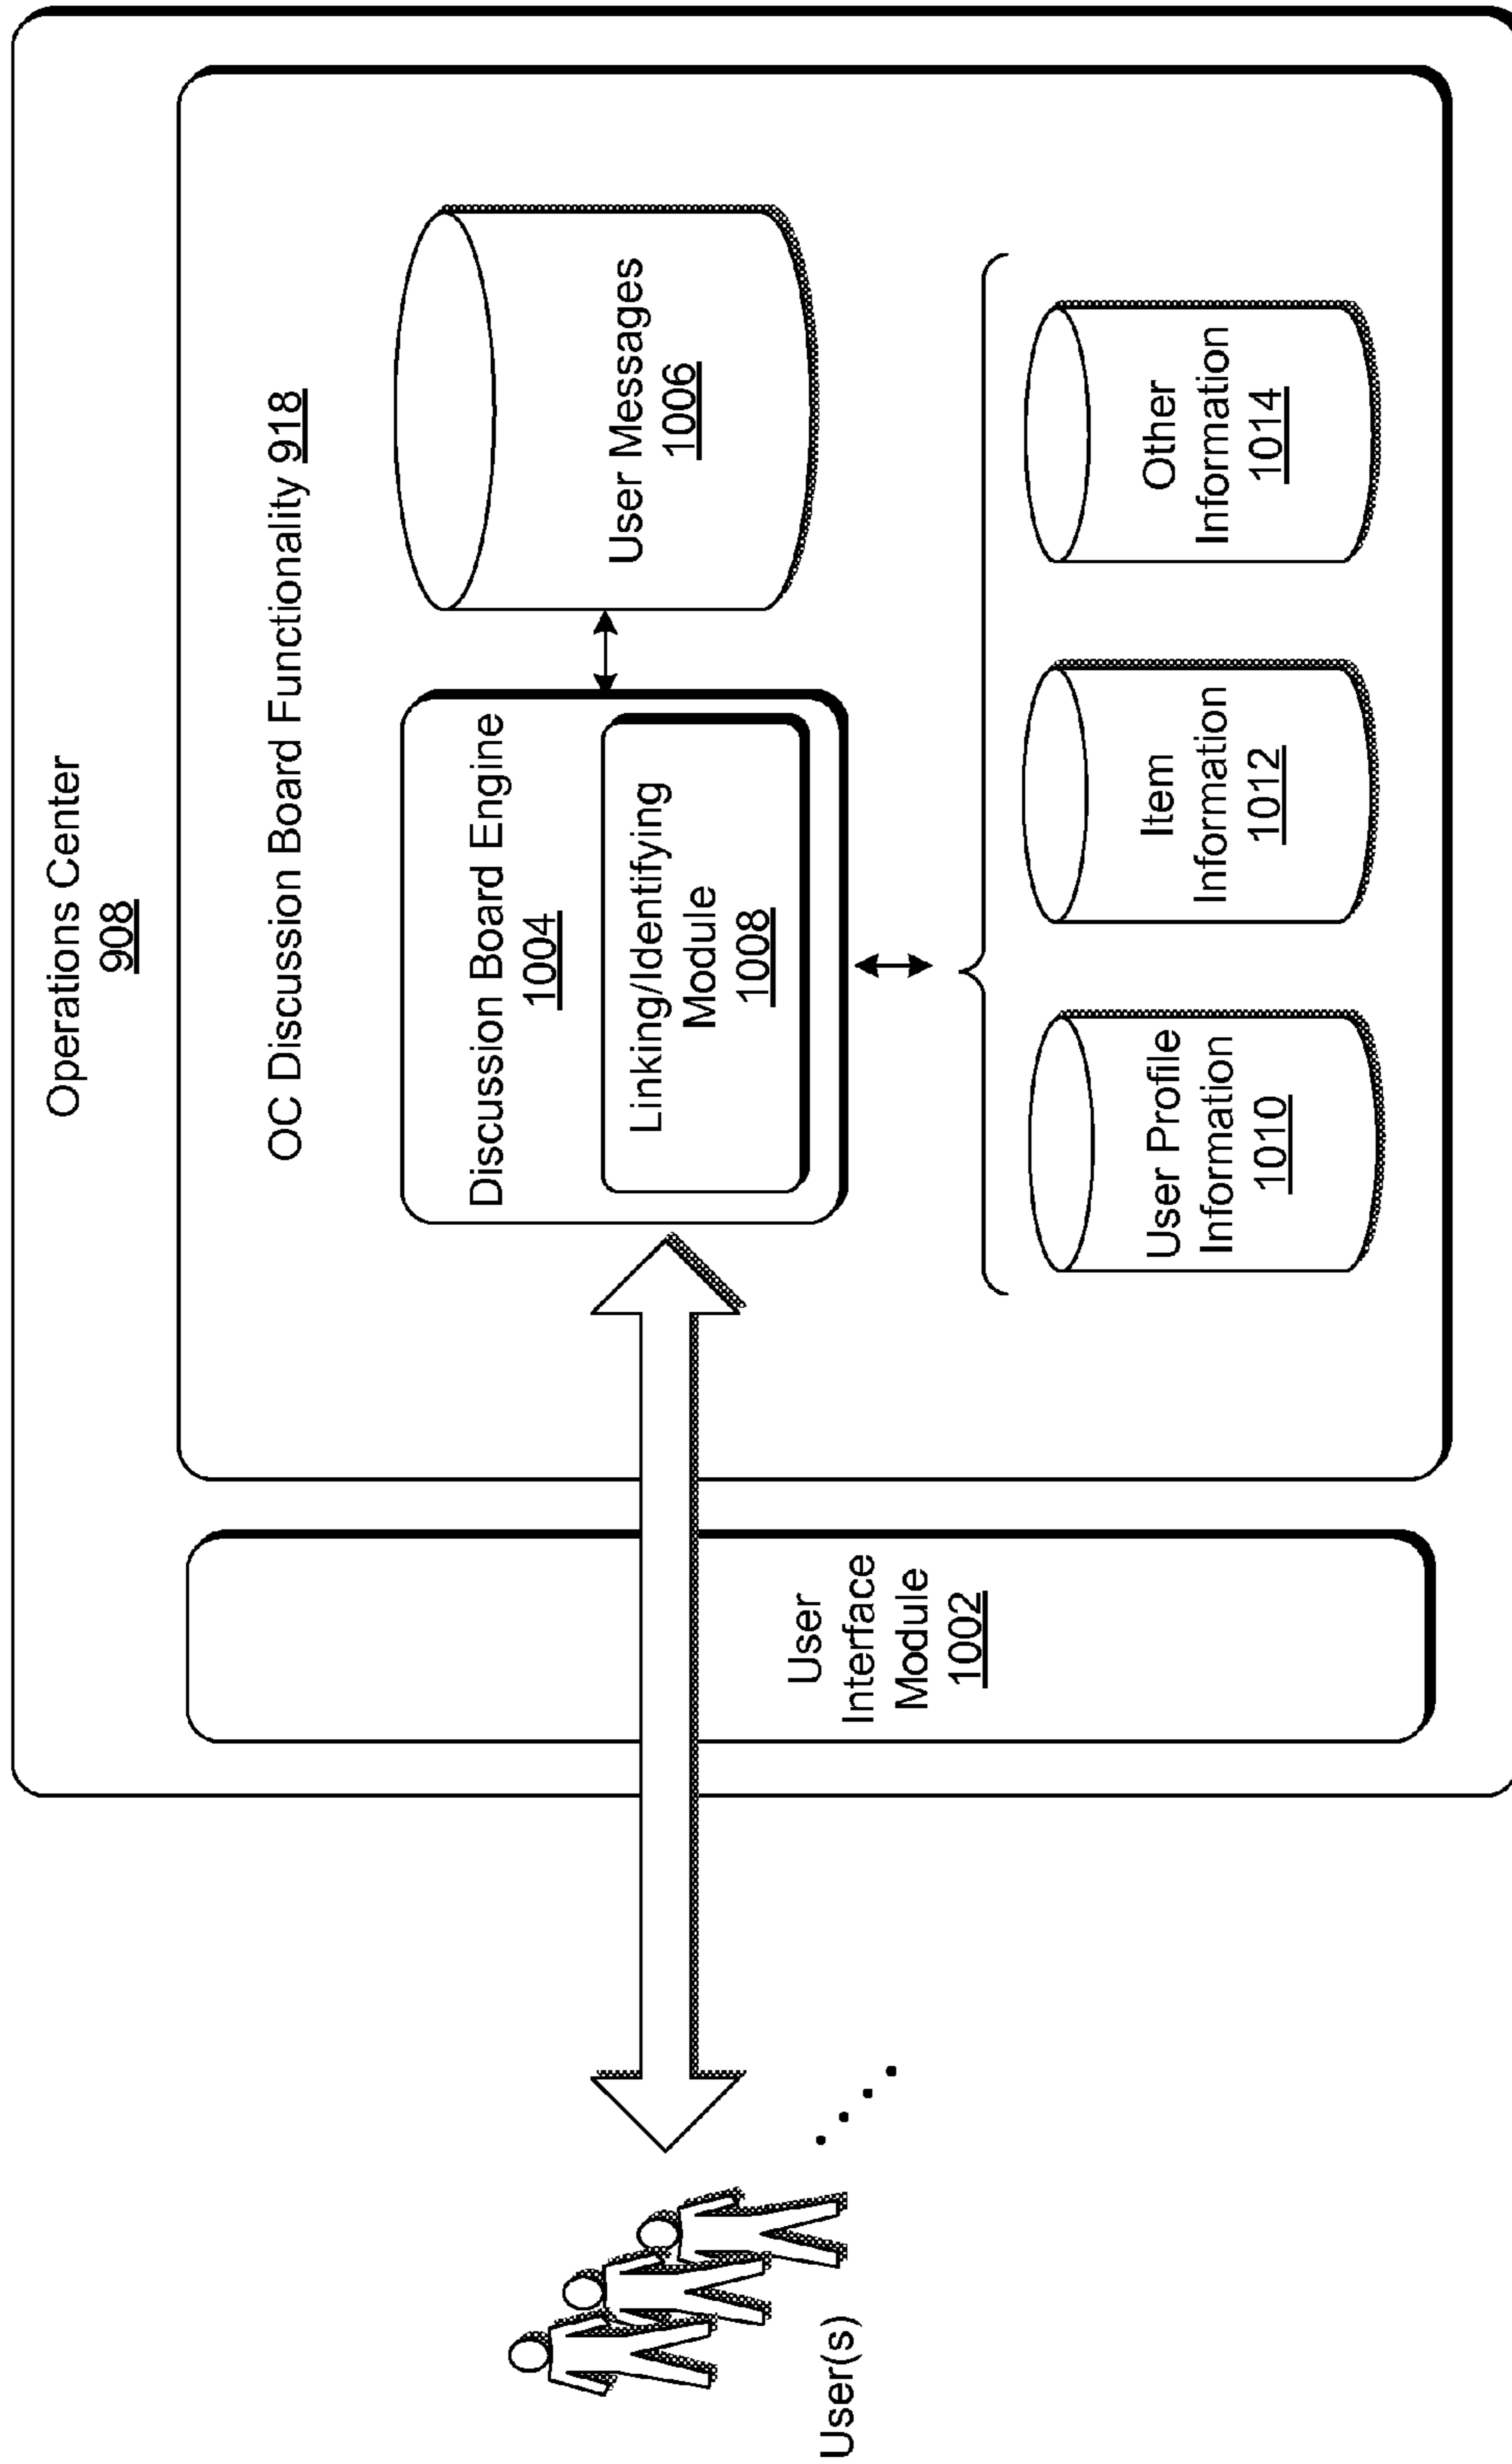 Operations Center
908
OC Discussion Board Functionality 918
User
Interface
Module
1002
Discussion Board Engine
1004
Linking/Identifying
Module
1008
User Messages
1006
User Profile
Information
1010
Item
Information
1012
Other
Information
1014
User(s)